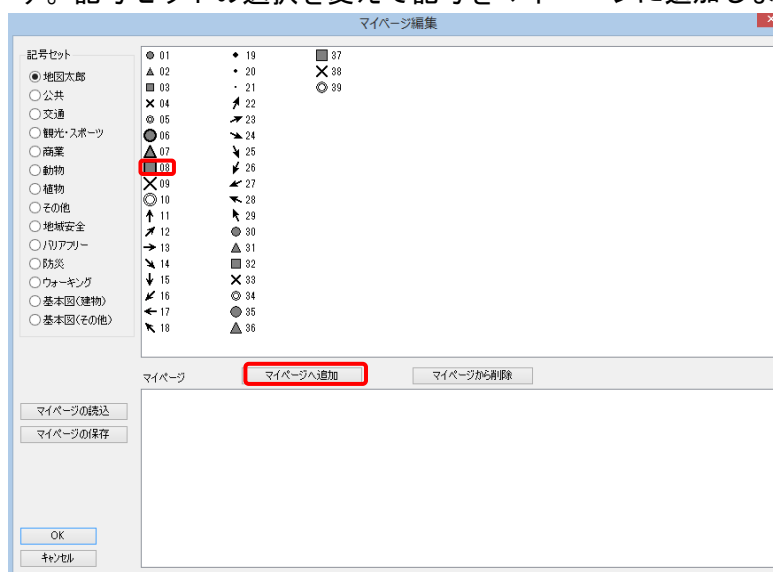 す。記号セットの選択を変えて記号をマイページに追加しま
マイページ編集
記号セット
地図太郎
公共
交通
観光・スポーツ
商業
動物
植物
その他
地域安全
バリアフリー
防災
ウォーキング
基本図(建物)
基本図(その他)
01
02
03
04
05
06
07
08
09
10
11
12
13
14
15
16
17
18
19
20
21
22
23
24
25
26
27
28
29
30
31
32
33
34
35
36
37
38
39
マイページ
マイページへ追加
マイページから削除
マイページの読込
マイページの保存
OK
キャンセル